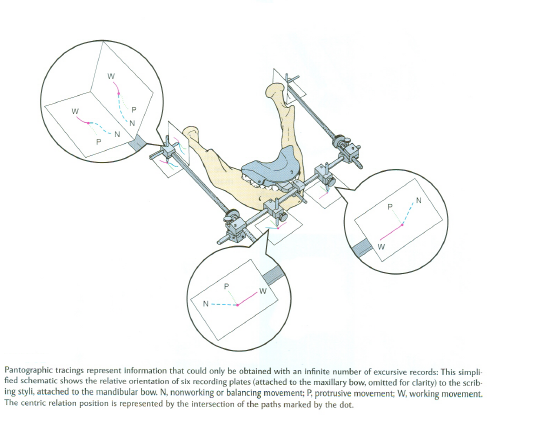 W
P
N
W
N
P
P
N
W
P
W
N
Pantographic tracings represent information that could only be obtained with an infinite number of excursive records: This simpli-
fied schematic shows the relative orientation of six recording plates (attached to the maxillary bow, omitted for clarity) to the scrib-
ing styli, attached to the mandibular bow. N, nonworking or balancing movement; P, protrusive movement; W, working movement.
The centric relation position is represented by the intersection of the paths marked by the dot.